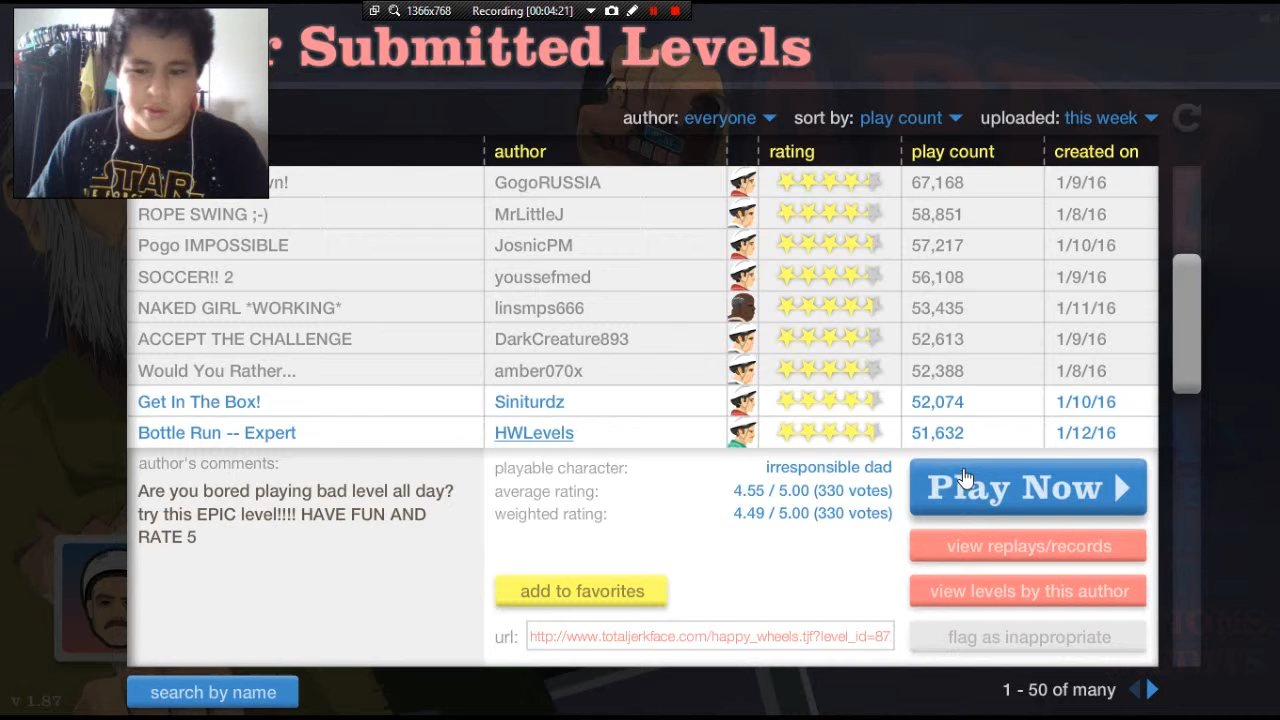 1366x768 Recording [00:04:21]
r Submitted Levels
author: everyone sort by: play count uploaded: this week
author rating play count created on
vn! GogoRUSSIA 67,168 1/9/16
ROPE SWING ;-) MrLittleJ 58,851 1/8/16
Pogo IMPOSSIBLE JosnicPM 57,217 1/10/16
SOCCER!! 2 youssefmed 56,108 1/9/16
NAKED GIRL *WORKING* linsmps666 53,435 1/11/16
ACCEPT THE CHALLENGE DarkCreature893 52,613 1/9/16
Would You Rather... amber070x 52,388 1/8/16
Get In The Box! Siniturdz 52,074 1/10/16
Bottle Run -- Expert HWLevels 51,632 1/12/16
author's comments:
Are you bored playing bad level all day?
try this EPIC level!!!! HAVE FUN AND
RATE 5
playable character: irresponsible dad
average rating: 4.55 / 5.00 (330 votes)
weighted rating: 4.49 / 5.00 (330 votes)
add to favorites
url: http://www.totaljerkface.com/happy_wheels.tjf?level_id=87
Play Now
view replays/records
view levels by this author
flag as inappropriate
search by name
1 - 50 of many
v 1.87
STAR